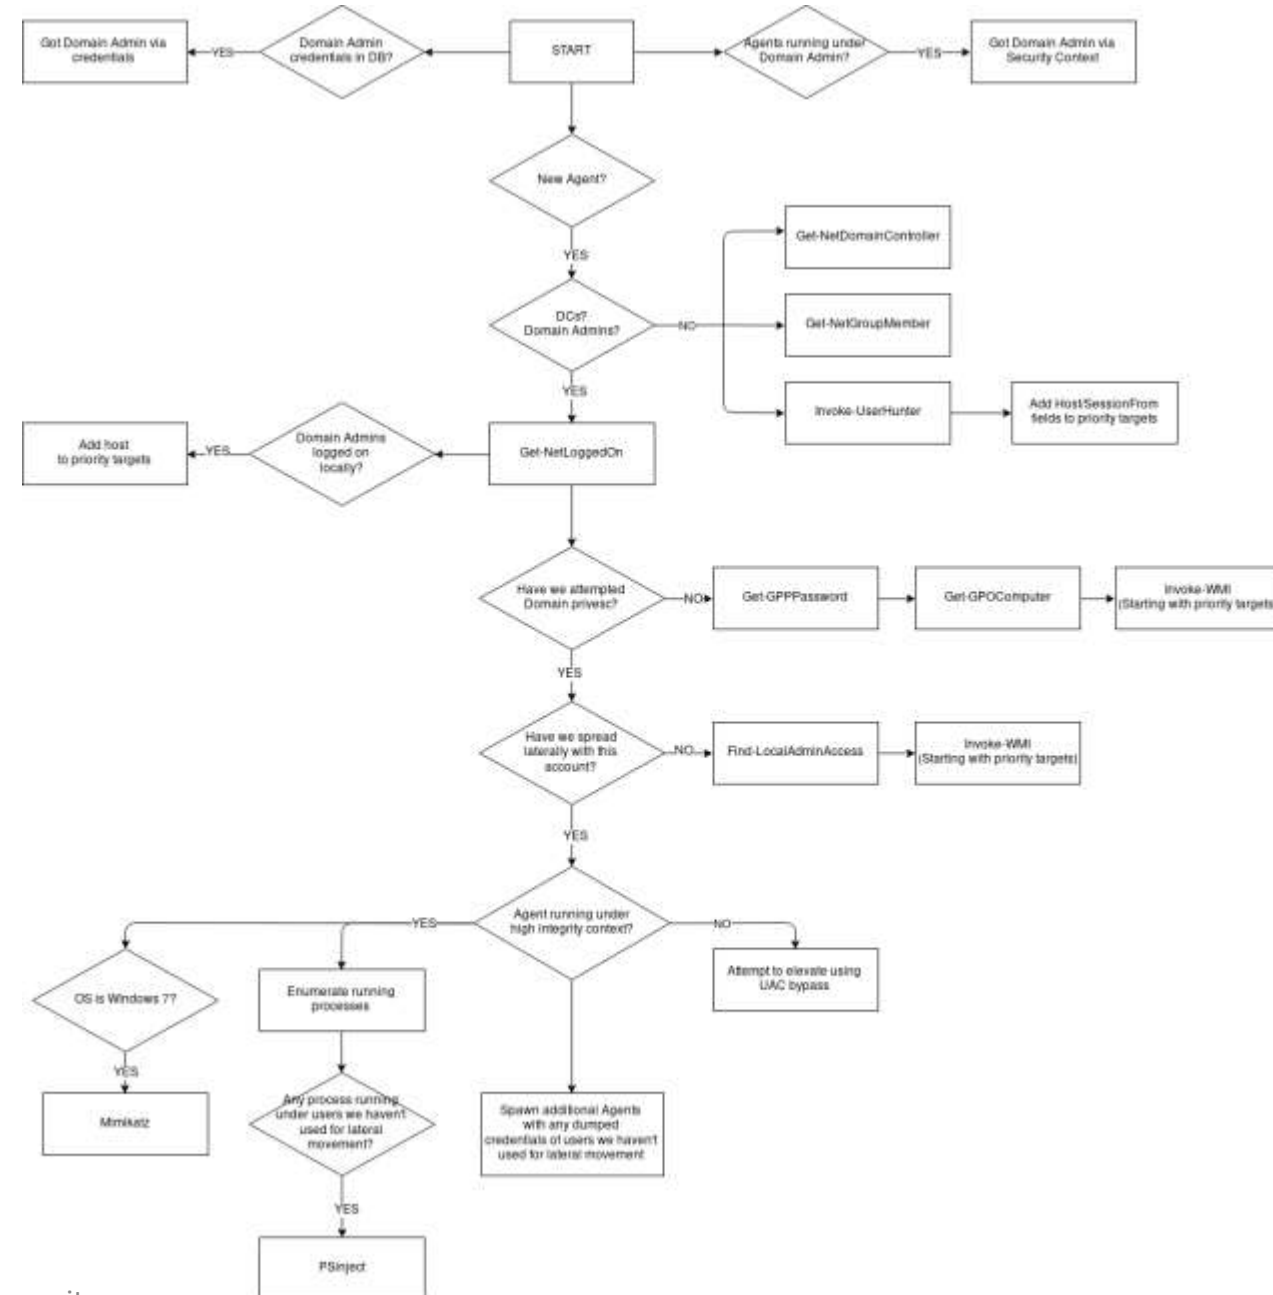 Got Domain Admin via
credentials
YES
Domain Admin
credentials in DB?
START
Agents running under
Domain Admin?
YES
Got Domain Admin via
Security Context
New Agent?
YES
Get-NetDomainController
DCs?
Domain Admins?
NO
Get-NetGroupMember
YES
Invoke-UserHunter
Add Host/Session/From
fields to priority targets
Add host
to priority targets
YES
Domain Admins
logged on
locally?
Get-NetLoggedOn
Have we attempted
Domain privesc?
NO
Get-GPPPassword
Get-GPOComputer
Invoke-WMI
(Starting with priority targets
YES
Have we spread
laterally with this
account?
NO
Find-LocalAdminAccess
Invoke-WMI
(Starting with priority targets)
YES
YES
Agent running under
high integrity context?
NO
OS is Windows 7?
Enumerate running
processes
Attempt to elevate using
UAC bypass
YES
Mimikatz
Any process running
under users we haven't
used for lateral
movement?
Spawn additional Agents
with any dumped
credentials of users we haven't
used for lateral movement
YES
PSInject